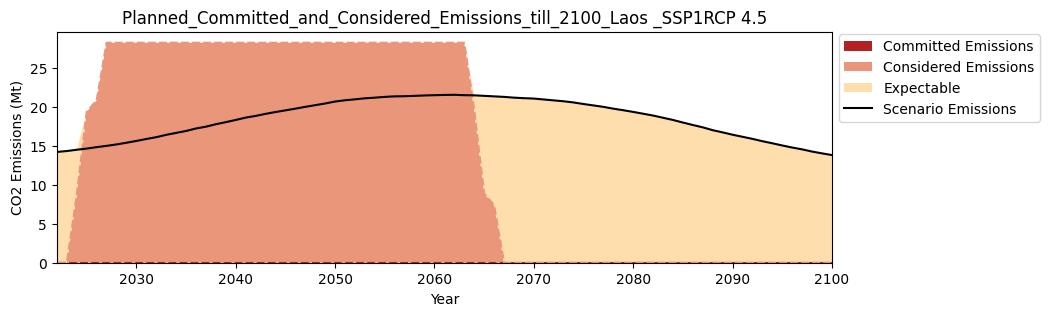 Planned_Committed_and_Considered_Emissions_till_2100_Laos _SSP1RCP 4.5
Committed Emissions
Considered Emissions
Expectable
Scenario Emissions
CO2 Emissions (Mt)
25
20
15
10
5
0
2030 2040 2050 2060 2070 2080 2090 2100
Year